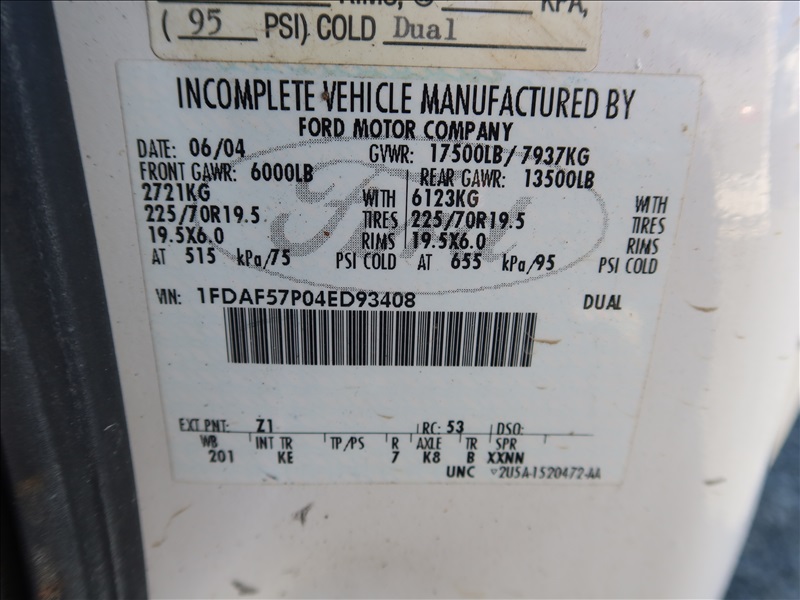 KPA,
( 95 PSI) COLD Dual
INCOMPLETE VEHICLE MANUFACTURED BY
FORD MOTOR COMPANY
DATE: 06/04 GVWR: 17500LB/ 7937KG
FRONT GAWR: 6000LB REAR GAWR: 13500LB
2721KG WITH 6123KG WITH
225/70R19.5 TIRES 225/70R19.5 TIRES
19.5X6.0 RIMS 19.5X6.0 RIMS
AT 515 kPa/75 PSI COLD AT 655 kPa/95 PSI COLD
VIN: 1FDAF57P04ED93408 DUAL
EXT PNT: Z1 RC: 53 DSO:
WB INT TR TP/PS R AXLE TR SPR
201 KE 7 K8 B XXNN
UNC 2U5A-1520472-AA
Ford